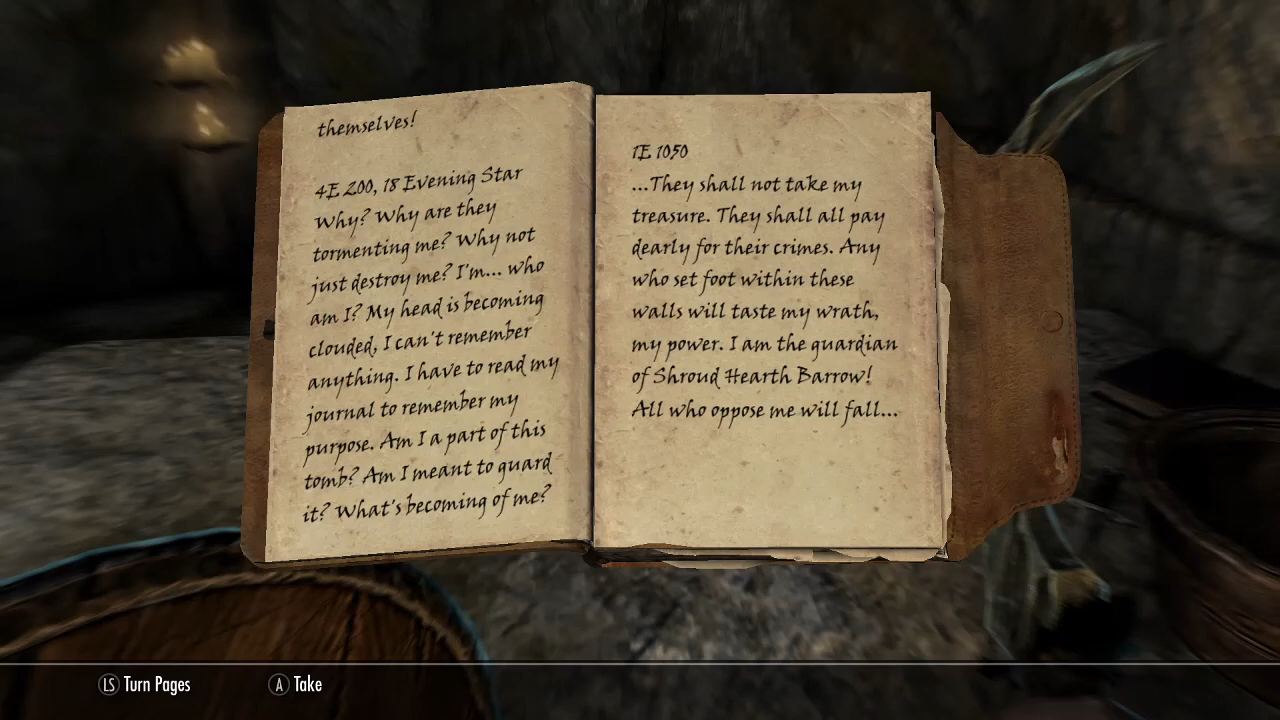 themselves!
4E 200, 18 Evening Star
Why? Why are they
tormenting me? Why not
just destroy me? I'm... who
am I? My head is becoming
clouded, I can't remember
anything. I have to read my
journal to remember my
purpose. Am I a part of this
tomb? Am I meant to guard
it? What's becoming of me?
1E 1050
...They shall not take my
treasure. They shall all pay
dearly for their crimes. Any
who set foot within these
walls will taste my wrath,
my power. I am the guardian
of Shroud Hearth Barrow!
All who oppose me will fall...
LS Turn Pages
A Take